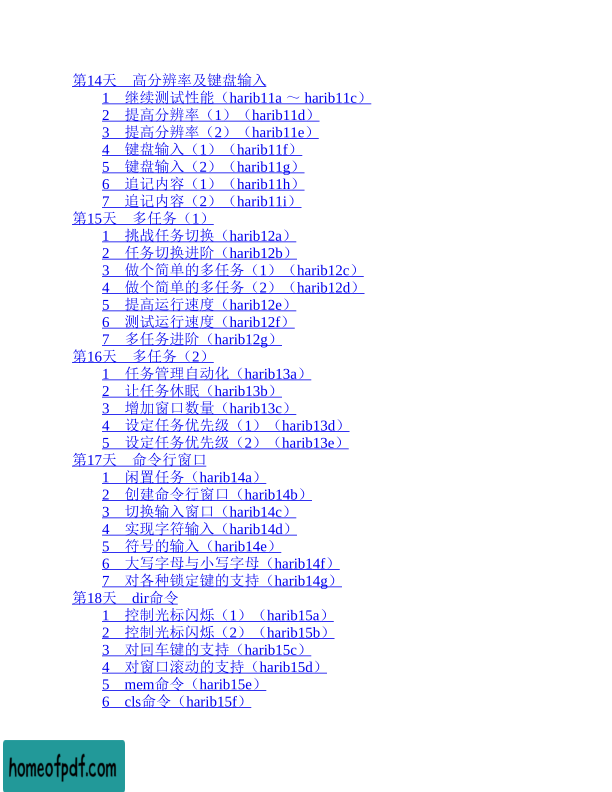 第14天　高分辨率及键盘输入
1　继续测试性能（harib11a ～ harib11c）
2　提高分辨率（1）（harib11d）
3　提高分辨率（2）（harib11e）
4　键盘输入（1）（harib11f）
5　键盘输入（2）（harib11g）
6　追记内容（1）（harib11h）
7　追记内容（2）（harib11i）
第15天　多任务（1）
1　挑战任务切换（harib12a）
2　任务切换进阶（harib12b）
3　做个简单的多任务（1）（harib12c）
4　做个简单的多任务（2）（harib12d）
5　提高运行速度（harib12e）
6　测试运行速度（harib12f）
7　多任务进阶（harib12g）
第16天　多任务（2）
1　任务管理自动化（harib13a）
2　让任务休眠（harib13b）
3　增加窗口数量（harib13c）
4　设定任务优先级（1）（harib13d）
5　设定任务优先级（2）（harib13e）
第17天　命令行窗口
1　闲置任务（harib14a）
2　创建命令行窗口（harib14b）
3　切换输入窗口（harib14c）
4　实现字符输入（harib14d）
5　符号的输入（harib14e）
6　大写字母与小写字母（harib14f）
7　对各种锁定键的支持（harib14g）
第18天　dir命令
1　控制光标闪烁（1）（harib15a）
2　控制光标闪烁（2）（harib15b）
3　对回车键的支持（harib15c）
4　对窗口滚动的支持（harib15d）
5　mem命令（harib15e）
6　cls命令（harib15f）
homeofpdf.com